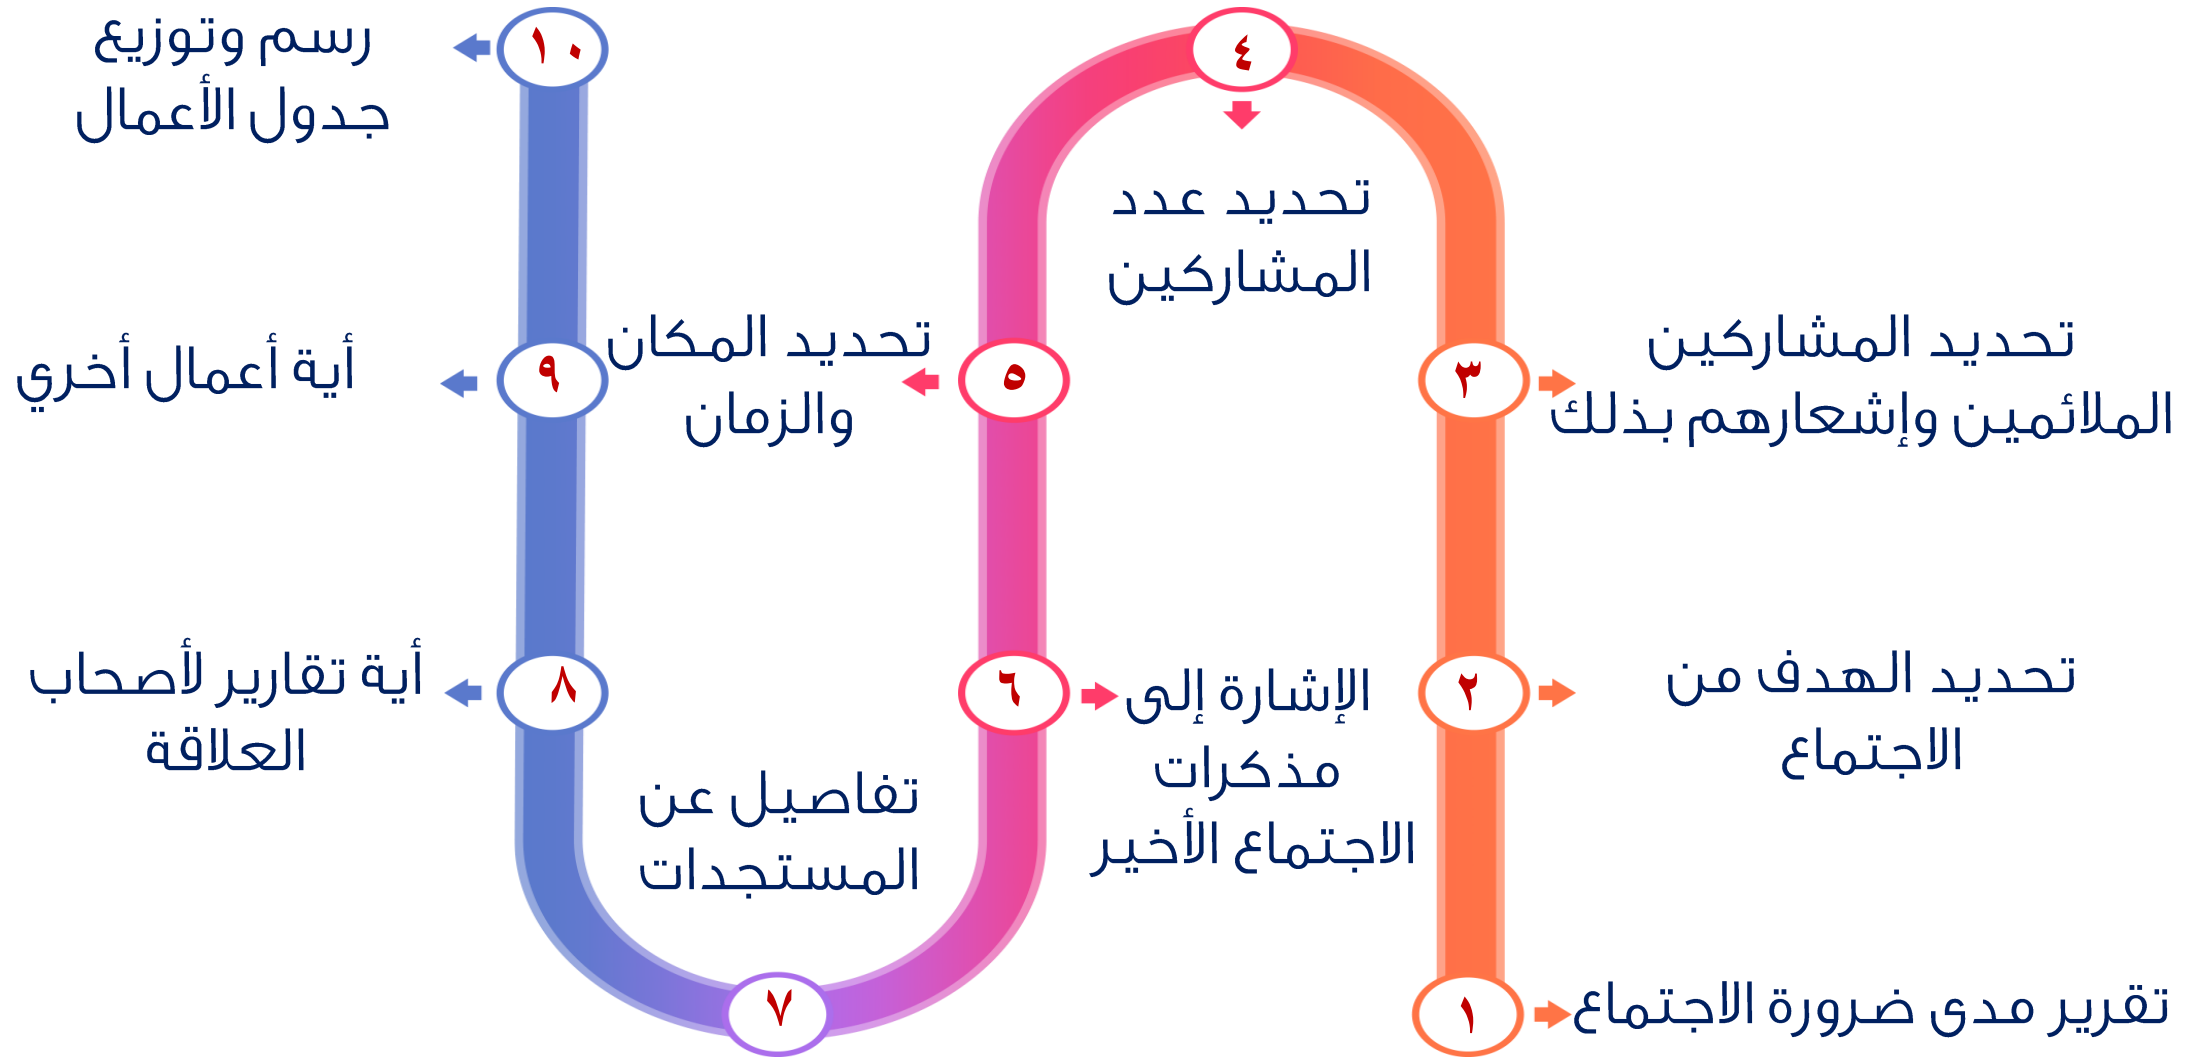 ١
تقرير مدى ضرورة الاجتماع
٢
تحديد الهدف من
الاجتماع
٣
تحديد المشاركين
الملائمين وإشعارهم بذلك
٤
تحديد عدد
المشاركين
٥
تحديد المكان
والزمان
٦
الإشارة إلى
مذكرات
الاجتماع الأخير
٧
تفاصيل عن
المستجدات
٨
أية تقارير لأصحاب
العلاقة
٩
أية أعمال أخري
١٠
رسم وتوزيع
جدول الأعمال